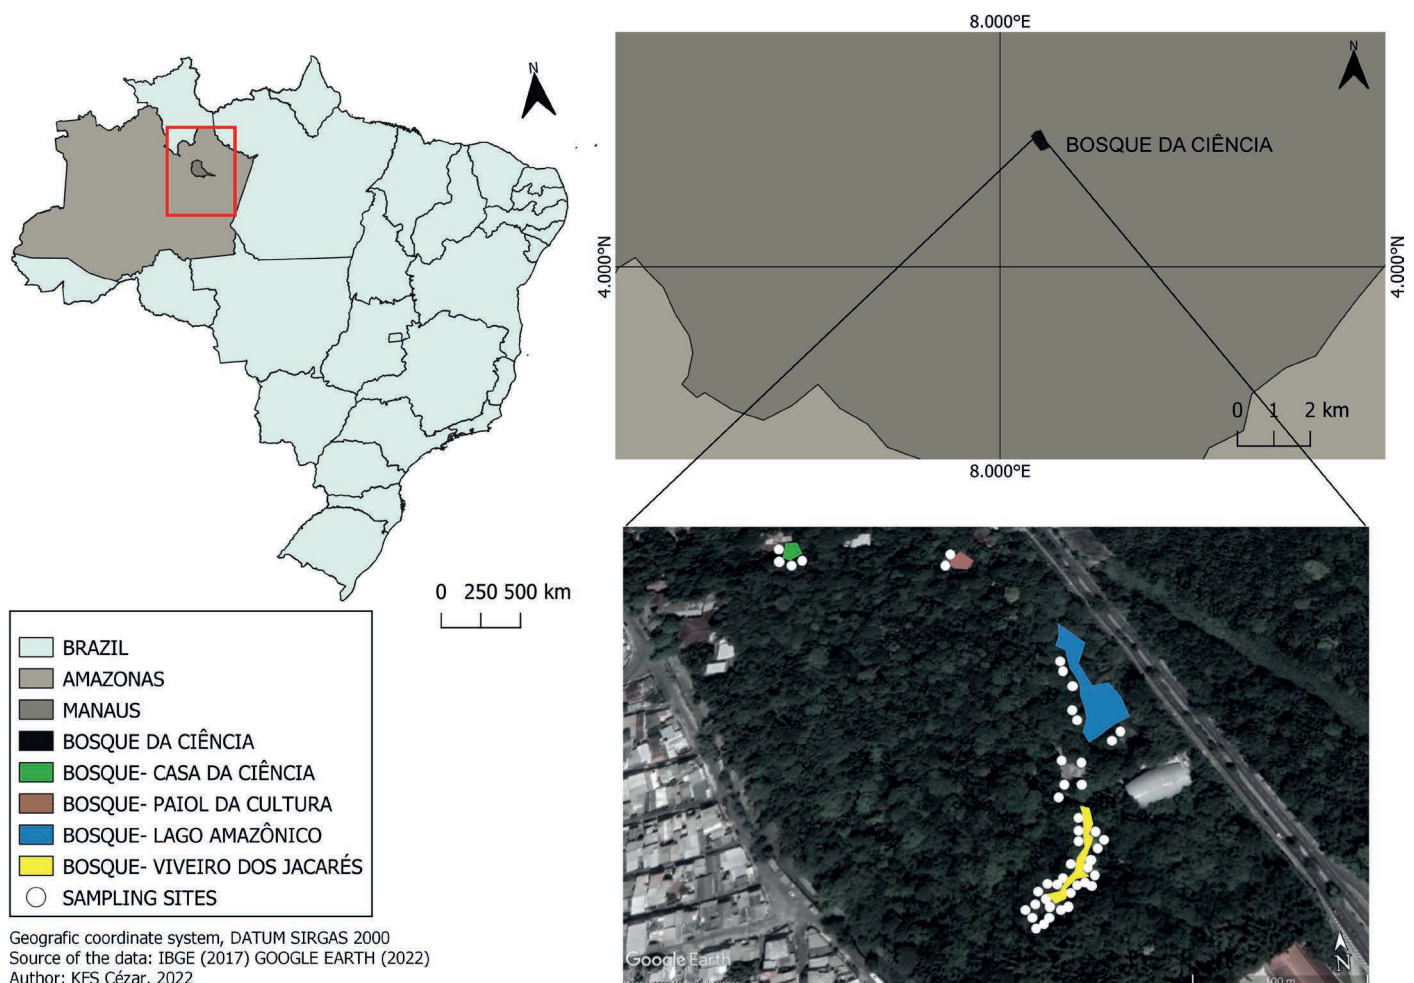 N
0 250 500 km
BRAZIL
AMAZONAS
MANAUS
BOSQUE DA CIÊNCIA
BOSQUE- CASA DA CIÊNCIA
BOSQUE- PAIOL DA CULTURA
BOSQUE- LAGO AMAZÔNICO
BOSQUE- VIVEIRO DOS JACARÉS
SAMPLING SITES
Geografic coordinate system, DATUM SIRGAS 2000
Source of the data: IBGE (2017) GOOGLE EARTH (2022)
Author: KFS Cézar, 2022
8.000°E
N
BOSQUE DA CIÊNCIA
4.000°N
4.000°N
0 1 2 km
8.000°E
Google Earth
N
100 m